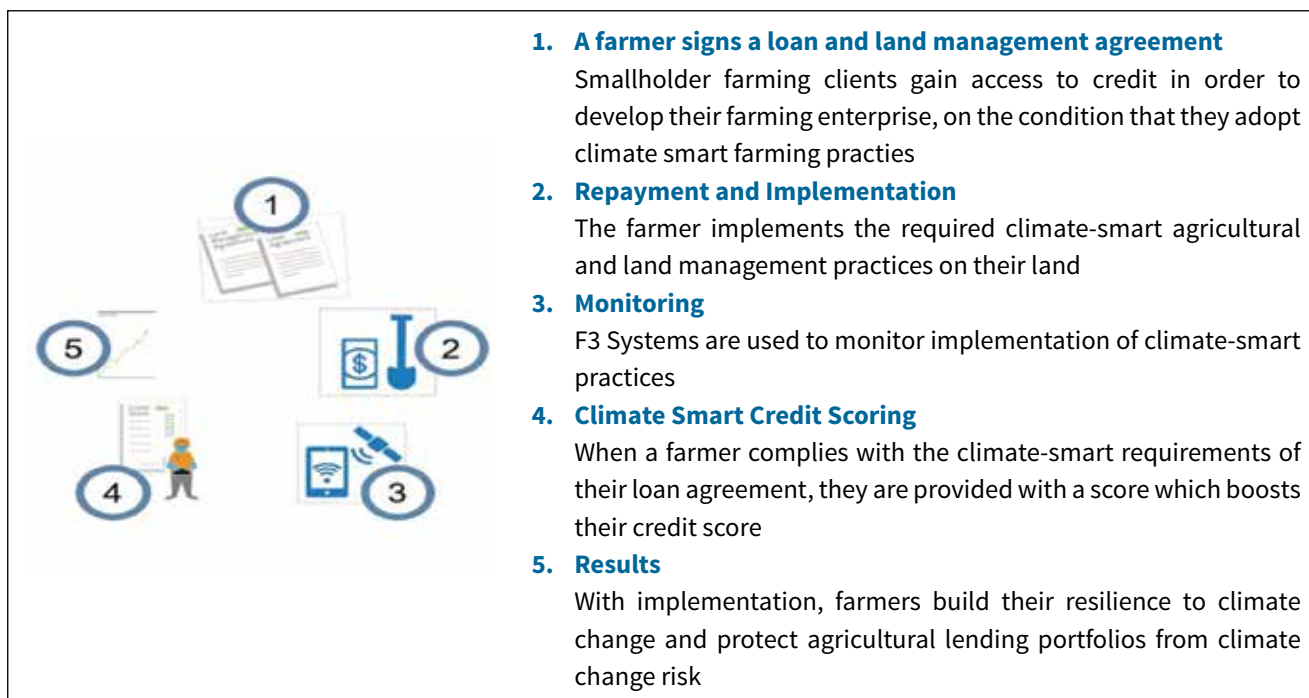 1
Land
Management
Agreement
Loan
Agreement
2
$
3
4
5
1. A farmer signs a loan and land management agreement
Smallholder farming clients gain access to credit in order to
develop their farming enterprise, on the condition that they adopt
climate smart farming practies
2. Repayment and Implementation
The farmer implements the required climate-smart agricultural
and land management practices on their land
3. Monitoring
F3 Systems are used to monitor implementation of climate-smart
practices
4. Climate Smart Credit Scoring
When a farmer complies with the climate-smart requirements of
their loan agreement, they are provided with a score which boosts
their credit score
5. Results
With implementation, farmers build their resilience to climate
change and protect agricultural lending portfolios from climate
change risk